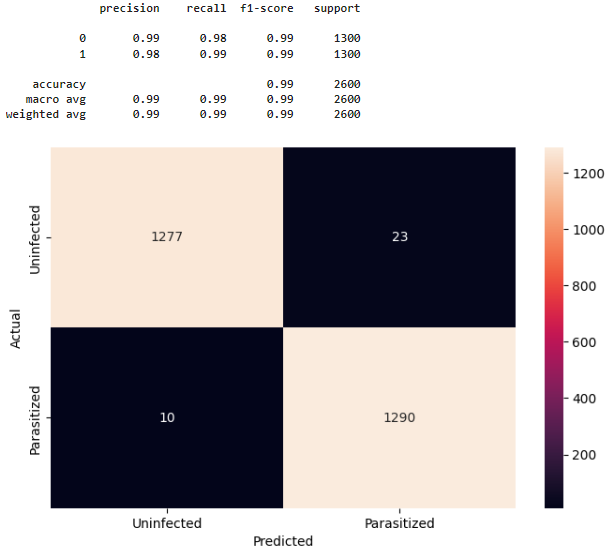 precision recall f1-score support
0 0.99 0.98 0.99 1300
1 0.98 0.99 0.99 1300
accuracy 0.99 2600
macro avg 0.99 0.99 0.99 2600
weighted avg 0.99 0.99 0.99 2600
Actual
Uninfected
1277 23
Parasitized
10 1290
Uninfected Parasitized
Predicted
1200
1000
800
600
400
200